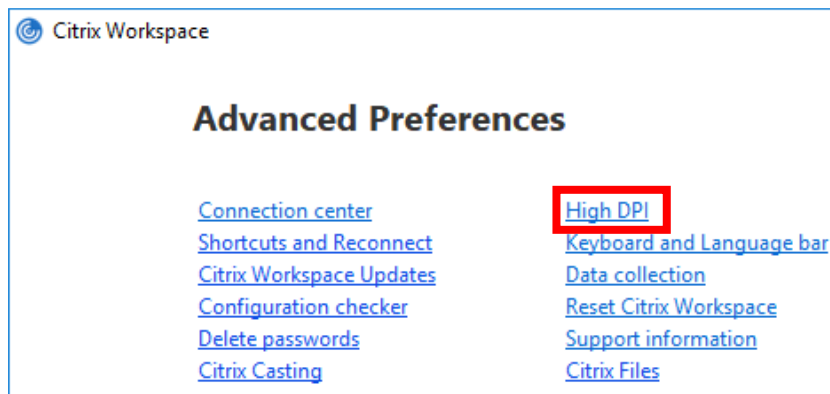 Citrix Workspace
Advanced Preferences
Connection center
Shortcuts and Reconnect
Citrix Workspace Updates
Configuration checker
Delete passwords
Citrix Casting
High DPI
Keyboard and Language bar
Data collection
Reset Citrix Workspace
Support information
Citrix Files